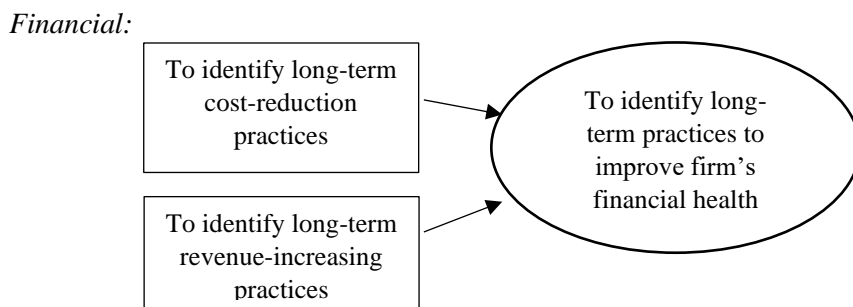 Financial:
To identify long-term
cost-reduction
practices
To identify long-
term practices to
improve firm's
financial health
To identify long-term
revenue-increasing
practices